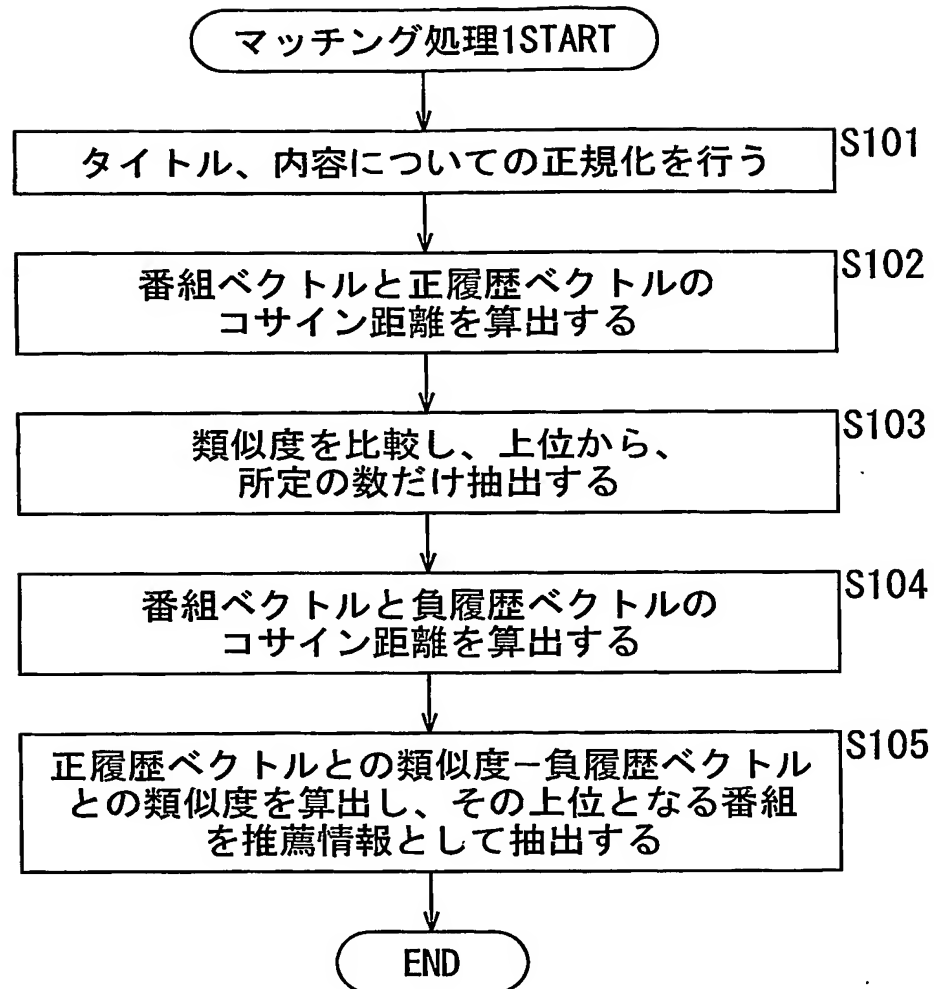 マッチング処理1START
タイトル、内容についての正規化を行う
S101
番組ベクトルと正履歴ベクトルの
コサイン距離を算出する
S102
類似度を比較し、上位から、
所定の数だけ抽出する
S103
番組ベクトルと負履歴ベクトルの
コサイン距離を算出する
S104
正履歴ベクトルとの類似度−負履歴ベクトル
との類似度を算出し、その上位となる番組
を推薦情報として抽出する
S105
END